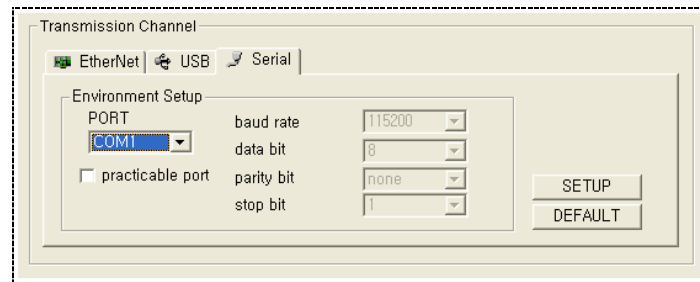 Transmission Channel
EtherNet USB Serial
Environment Setup
PORT
COM1
practicable port
baud rate 115200
data bit 8
parity bit none
stop bit 1
SETUP
DEFAULT